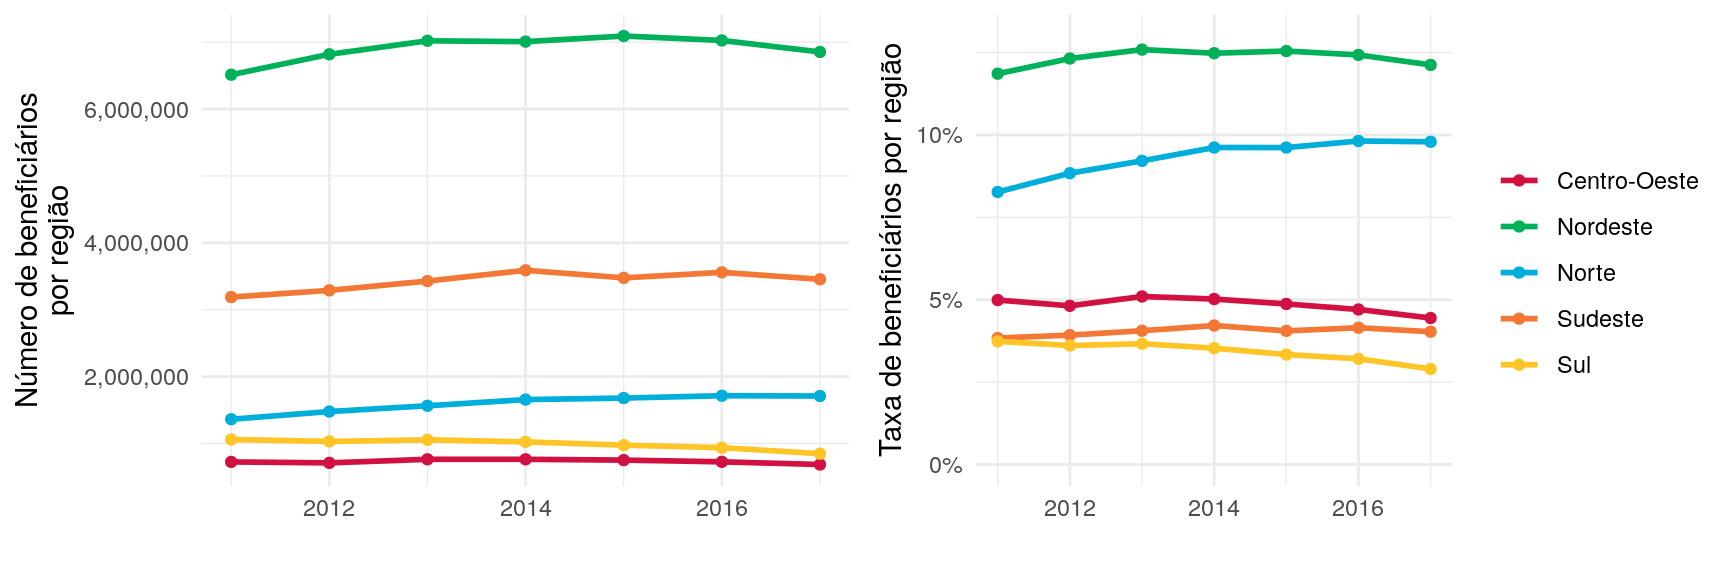 Número de beneficiários
por região
6,000,000
4,000,000
2,000,000
2012
2014
2016
Taxa de beneficiários por região
10%
5%
0%
2012
2014
2016
Centro-Oeste
Nordeste
Norte
Sudeste
Sul